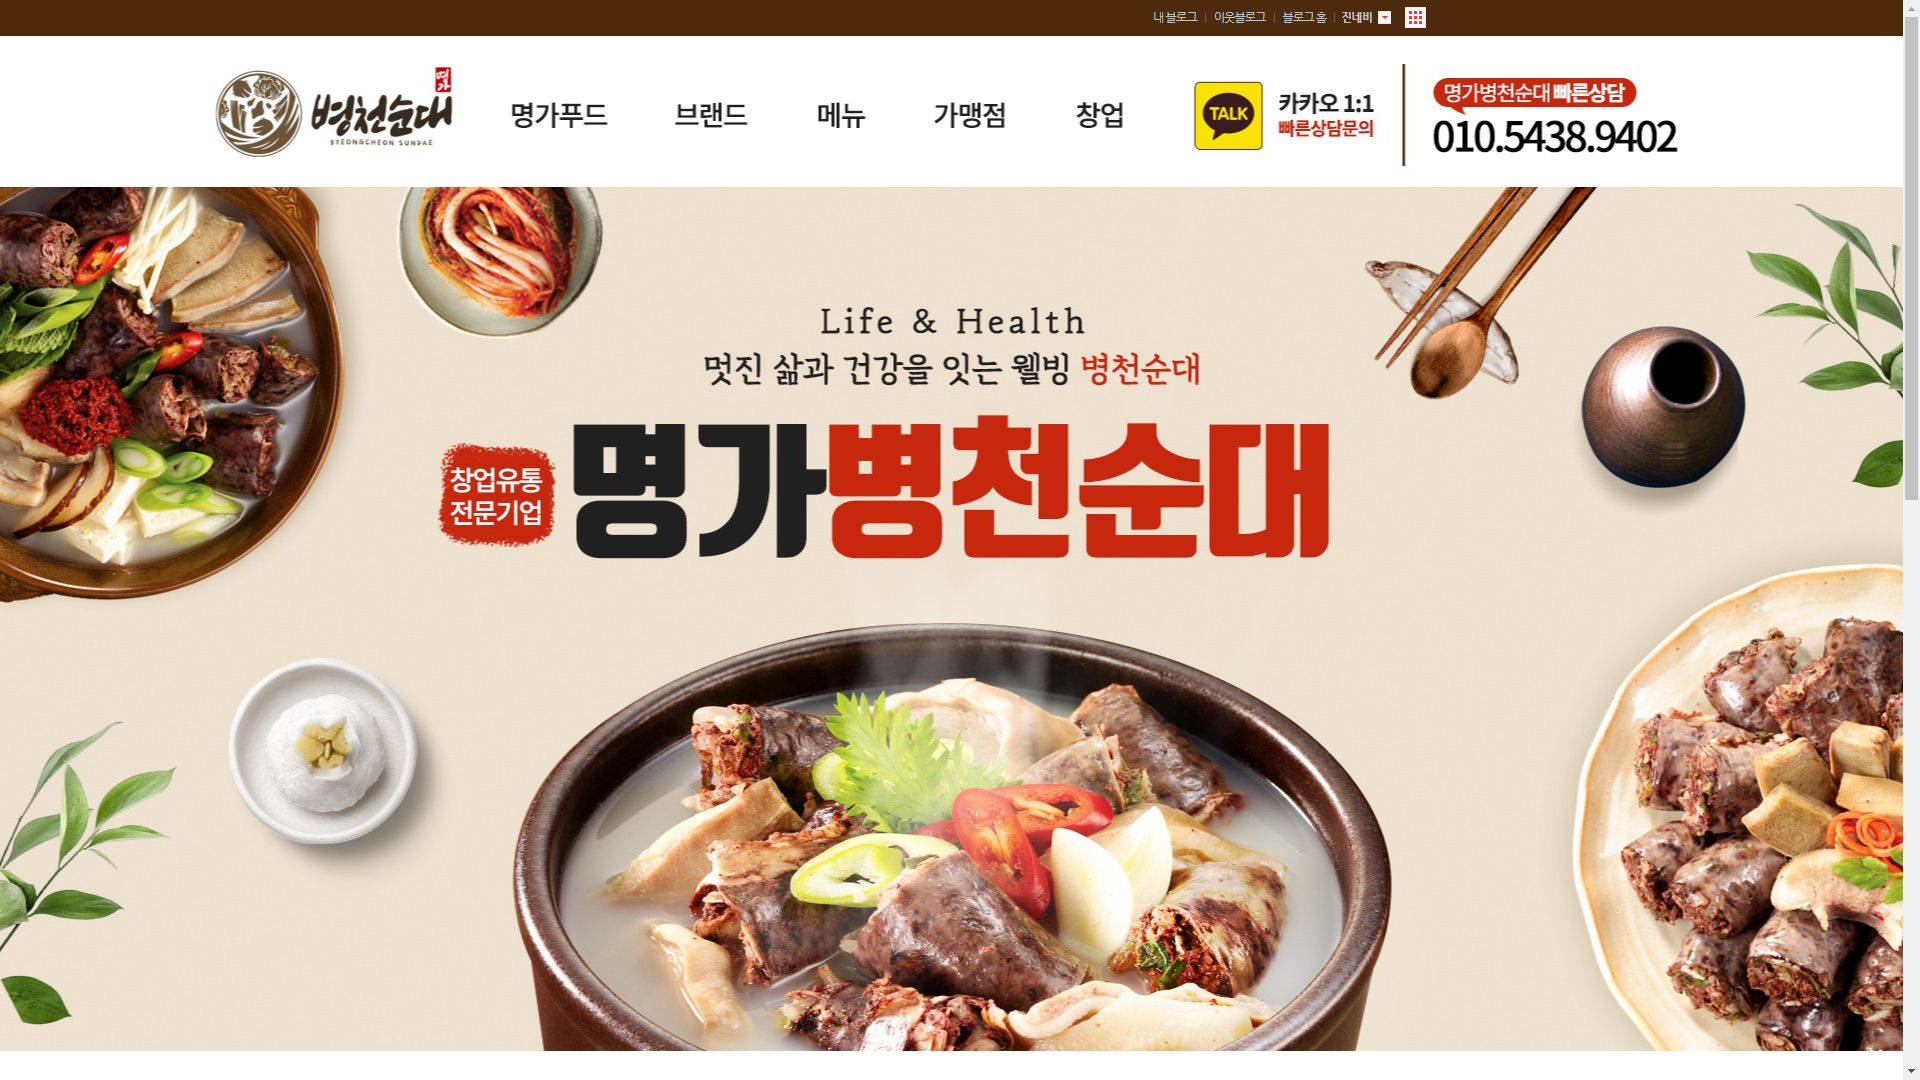 내 블로그 | 이웃블로그 | 블로그 홈 | 진네비
명가
병천순대
BYEONGCHEON SUNDAE
명가푸드 브랜드 메뉴 가맹점 창업
TALK
카카오 1:1
빠른상담문의
명가병천순대 빠른상담
010.5438.9402
Life & Health
멋진 삶과 건강을 잇는 웰빙 병천순대
창업유통
전문기업
명가병천순대